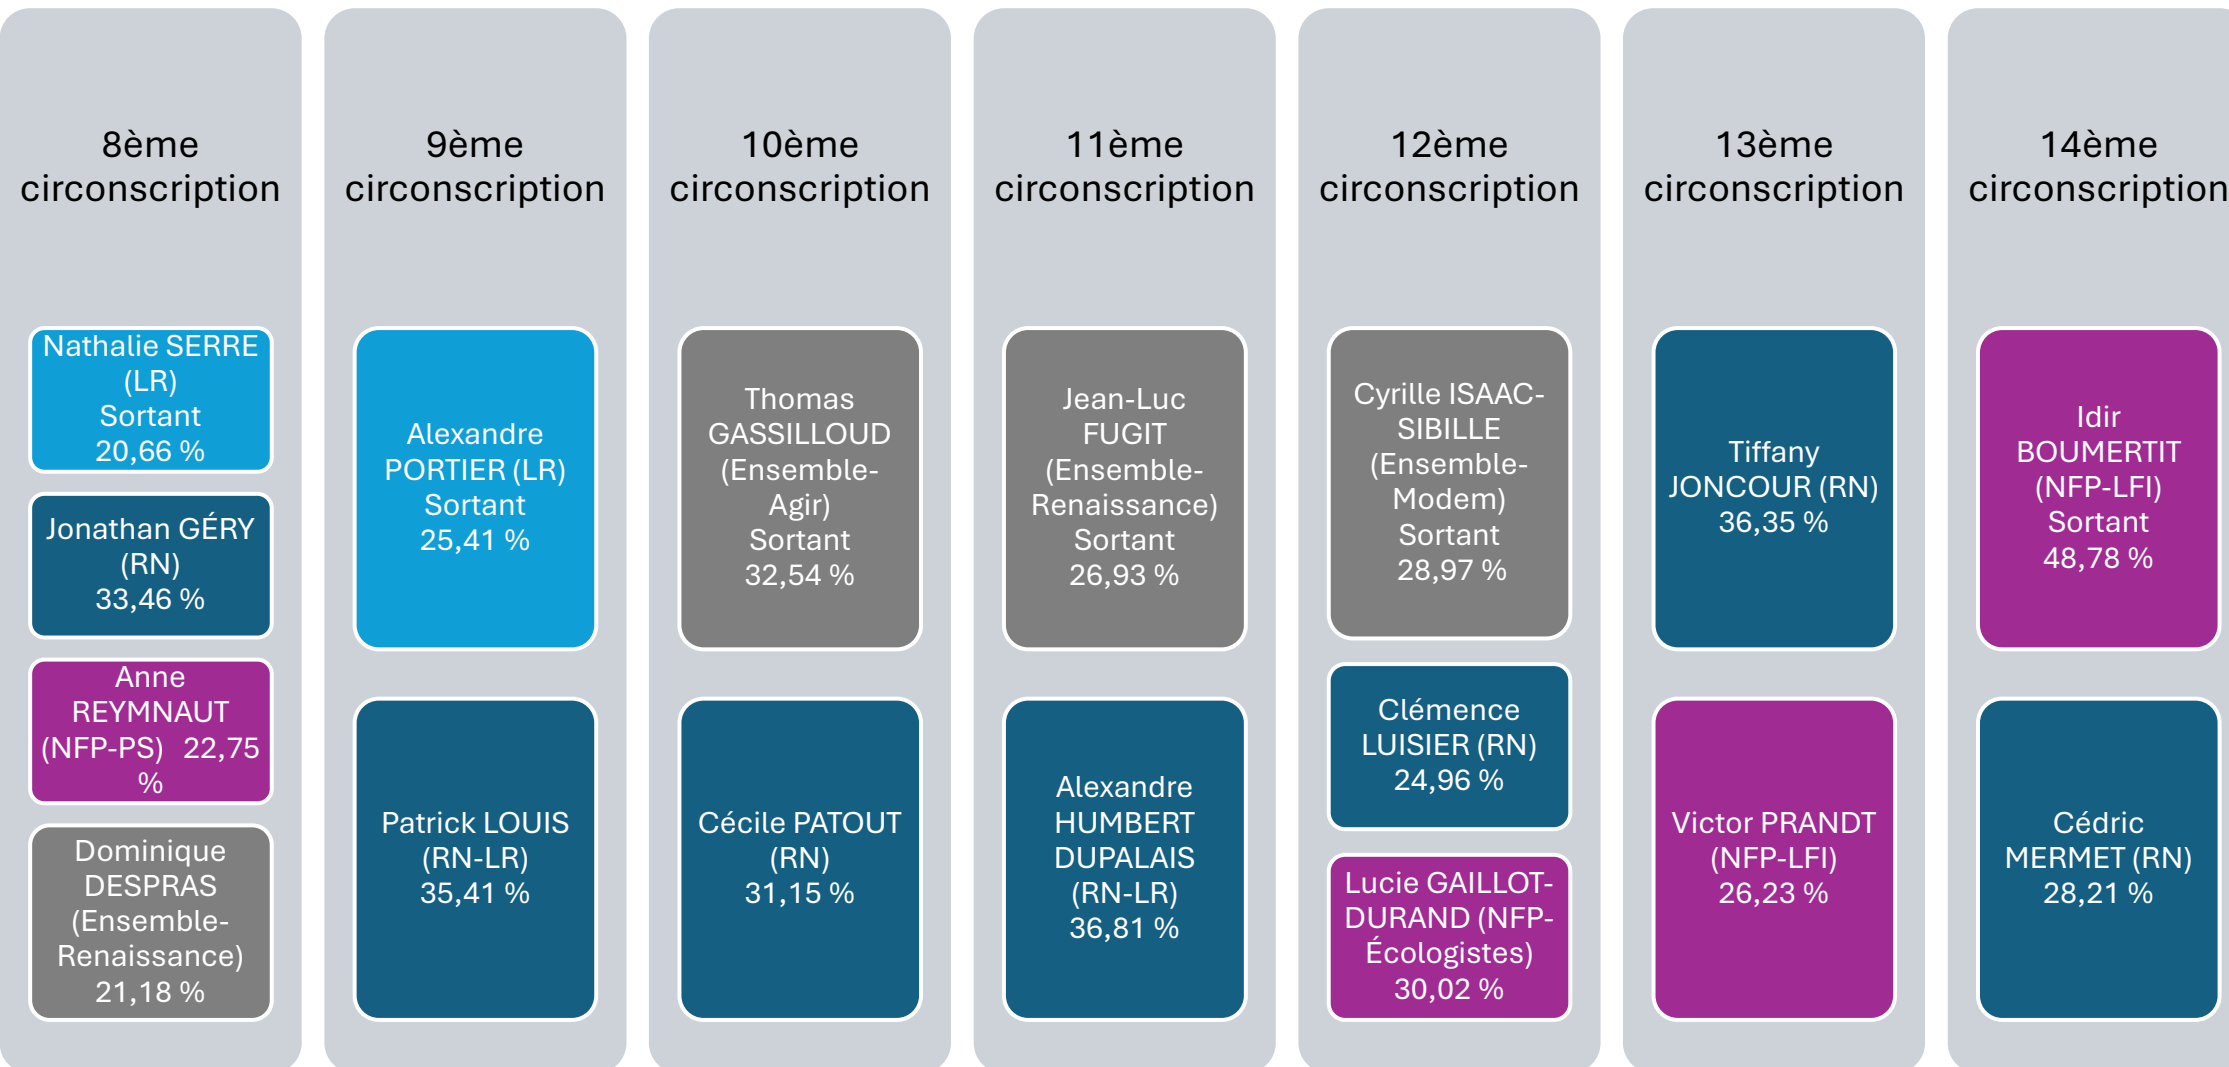 8ème
circonscription
Nathalie SERRE
(LR)
Sortant
20,66 %
Jonathan GÉRY
(RN)
33,46 %
Anne
REYMNAUT
(NFP-PS) 22,75
%
Dominique
DESPRAS
(Ensemble-
Renaissance)
21,18 %
9ème
circonscription
Alexandre
PORTIER (LR)
Sortant
25,41 %
Patrick LOUIS
(RN-LR)
35,41 %
10ème
circonscription
Thomas
GASSILLOUD
(Ensemble-
Agir)
Sortant
32,54 %
Cécile PATOUT
(RN)
31,15 %
11ème
circonscription
Jean-Luc
FUGIT
(Ensemble-
Renaissance)
Sortant
26,93 %
Alexandre
HUMBERT
DUPALAIS
(RN-LR)
36,81 %
12ème
circonscription
Cyrille ISAAC-
SIBILLE
(Ensemble-
Modem)
Sortant
28,97 %
Clémence
LUISIER (RN)
24,96 %
Lucie GAILLOT-
DURAND (NFP-
Écologistes)
30,02 %
13ème
circonscription
Tiffany
JONCOUR (RN)
36,35 %
Victor PRANDT
(NFP-LFI)
26,23 %
14ème
circonscription
Idir
BOUMERTIT
(NFP-LFI)
Sortant
48,78 %
Cédric
MERMET (RN)
28,21 %